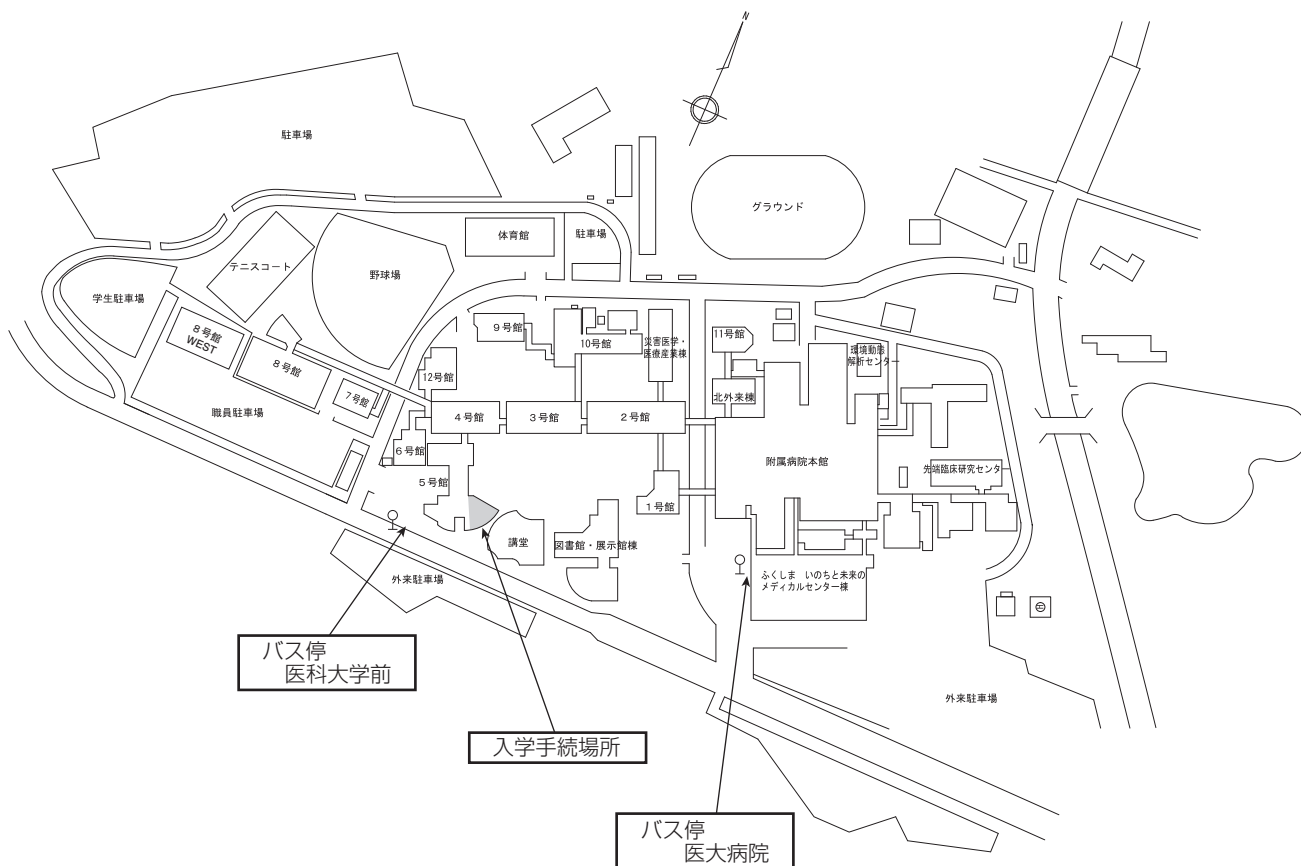 N
駐車場
グラウンド
体育館
駐車場
テニスコート
野球場
学生駐車場
8号館
WEST
8号館
7号館
職員駐車場
9号館
10号館
災害医学・
医療産業棟
11号館
環境動態
解析センター
12号館
北外来棟
4号館
3号館
2号館
6号館
附属病院本館
先端臨床研究センター
5号館
1号館
講堂
図書館・展示館棟
外来駐車場
ふくしま いのちと未来の
メディカルセンター棟
H
バス停
医科大学前
外来駐車場
入学手続場所
バス停
医大病院